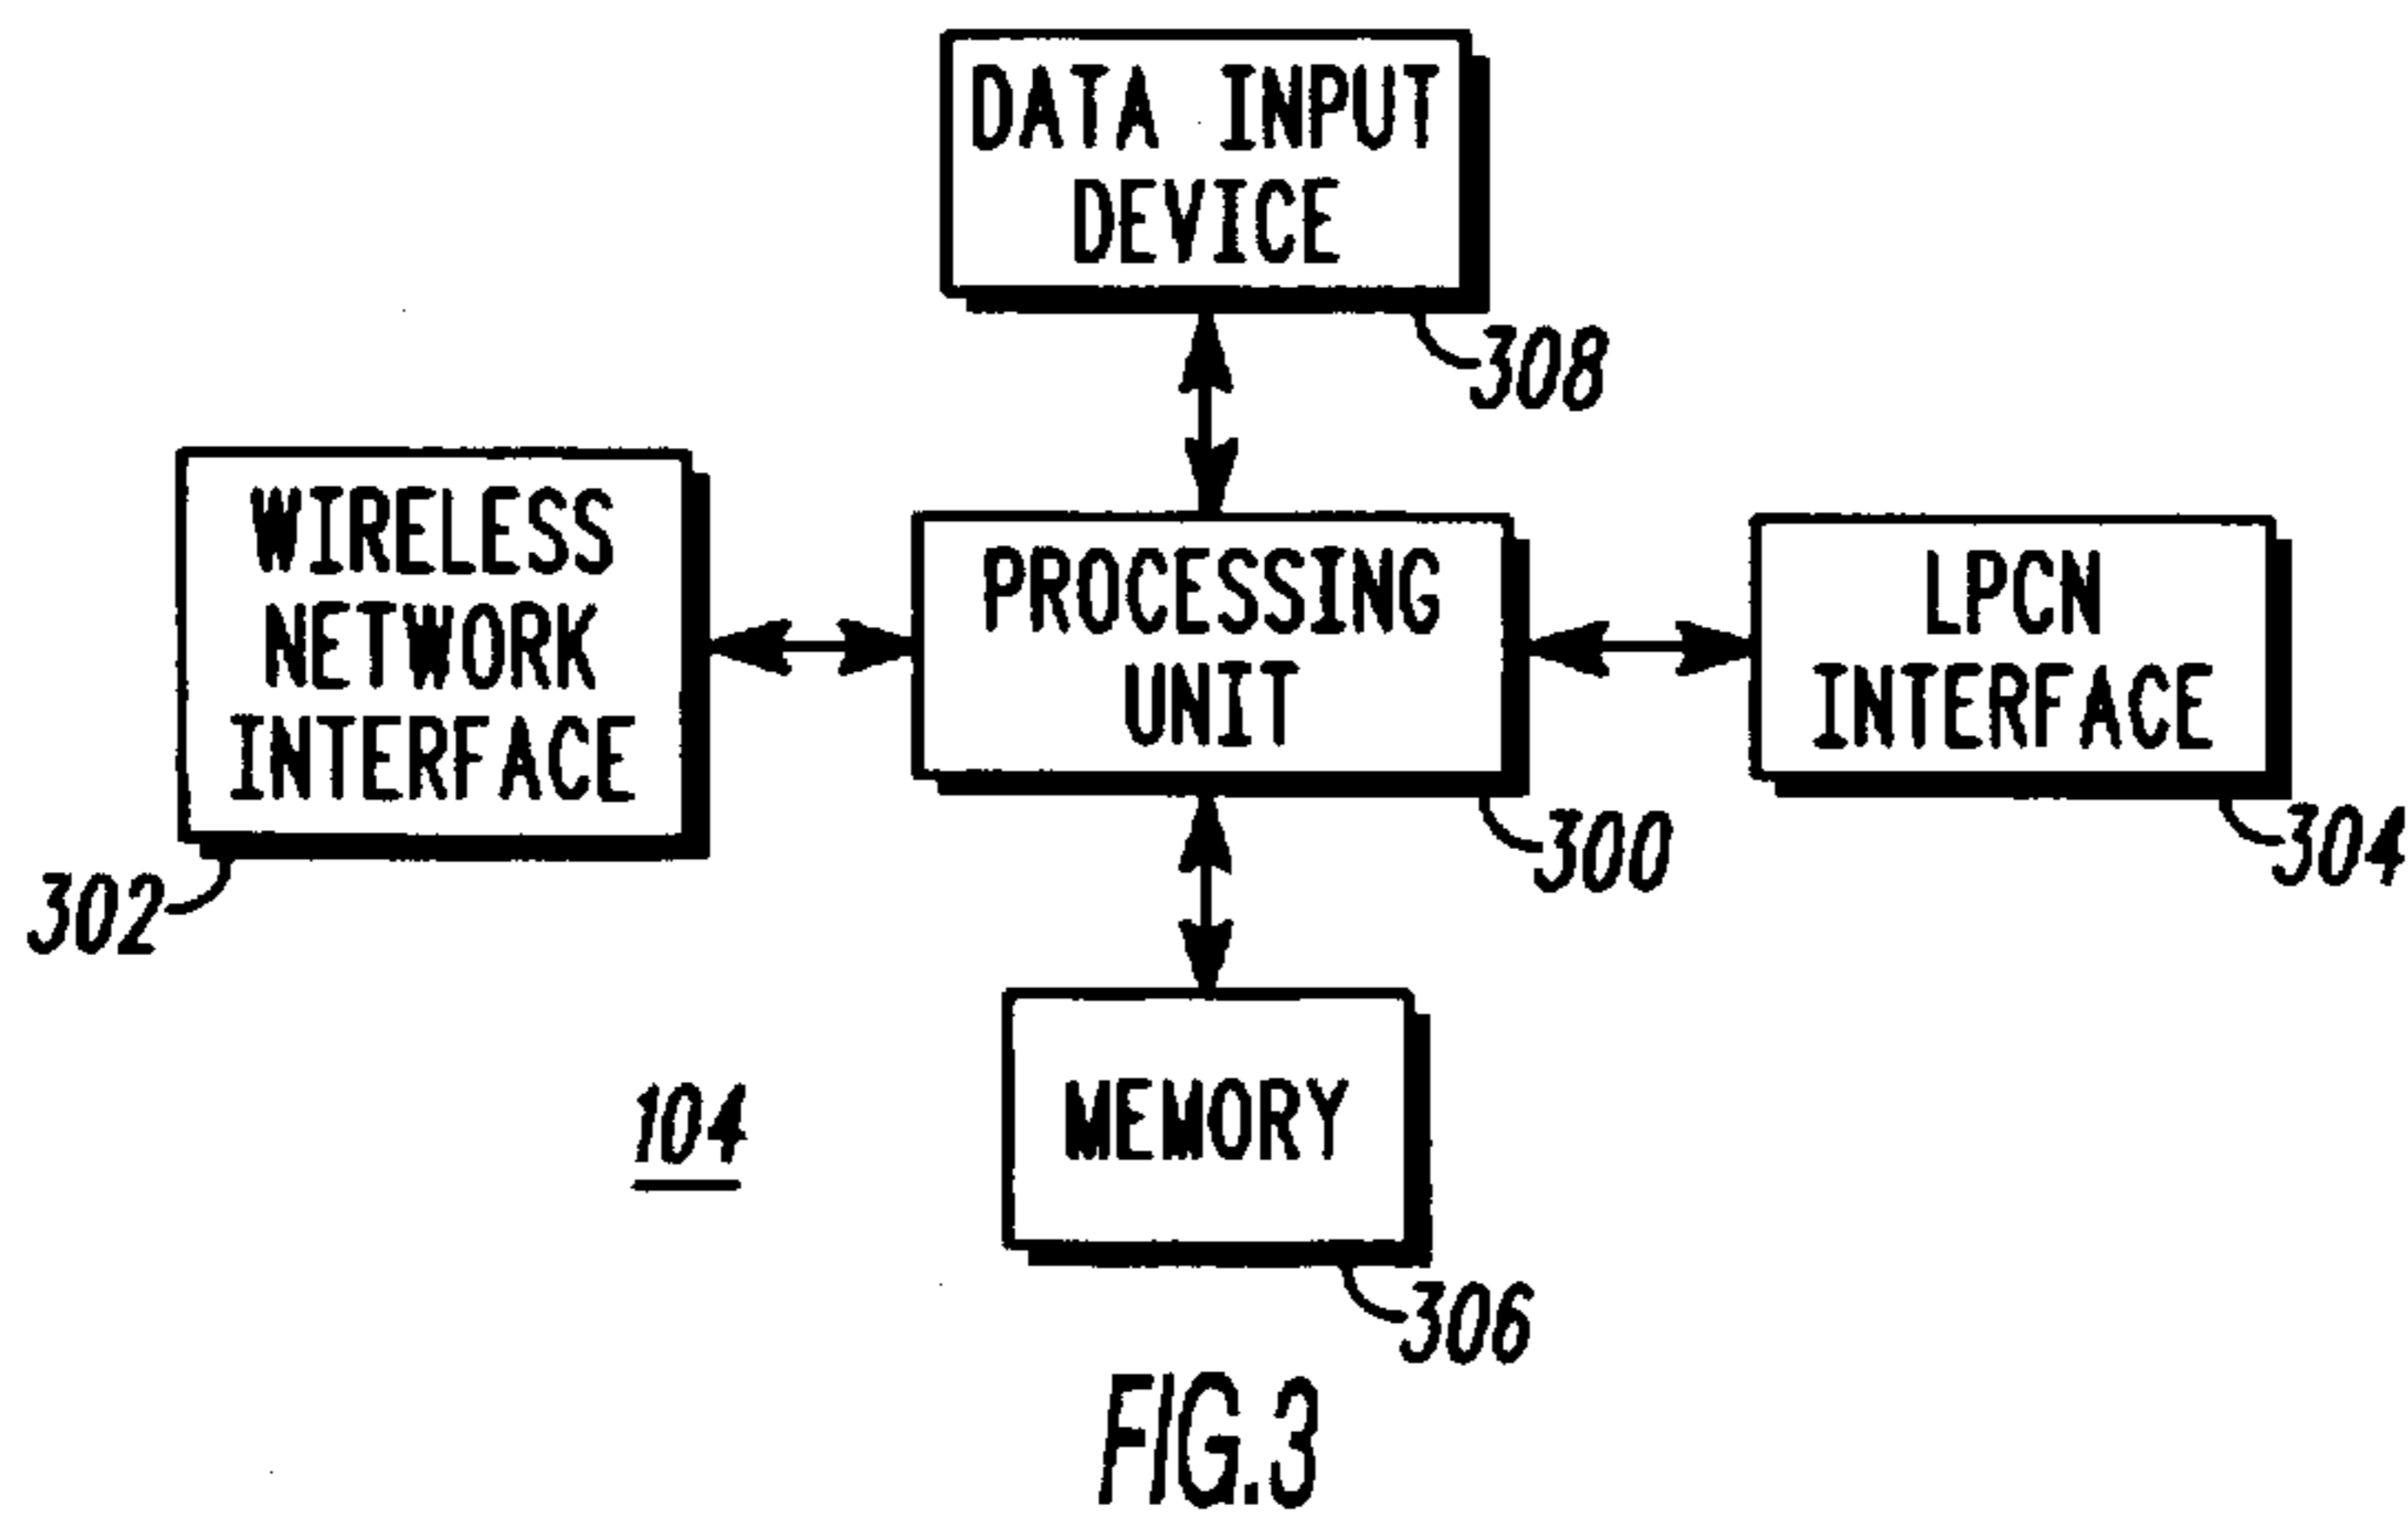 DATA INPUT
DEVICE
308
WIRELESS
NETWORK
INTERFACE
302
PROCESSING
UNIT
300
LPCN
INTERFACE
304
MEMORY
306
104
FIG.3